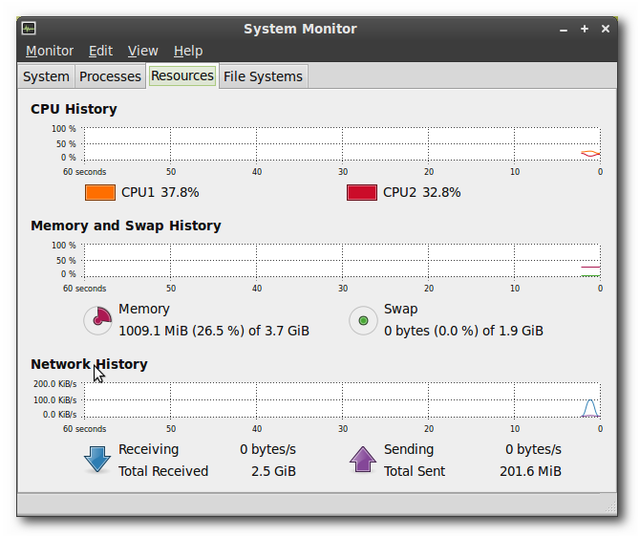 System Monitor
Monitor Edit View Help
System Processes Resources File Systems
CPU History
100 %
50 %
0 %
60 seconds 50 40 30 20 10 0
CPU1 37.8% CPU2 32.8%
Memory and Swap History
100 %
50 %
0 %
60 seconds 50 40 30 20 10 0
Memory Swap
1009.1 MiB (26.5 %) of 3.7 GiB 0 bytes (0.0 %) of 1.9 GiB
Network History
200.0 KiB/s
100.0 KiB/s
0.0 KiB/s
60 seconds 50 40 30 20 10 0
Receiving 0 bytes/s Sending 0 bytes/s
Total Received 2.5 GiB Total Sent 201.6 MiB